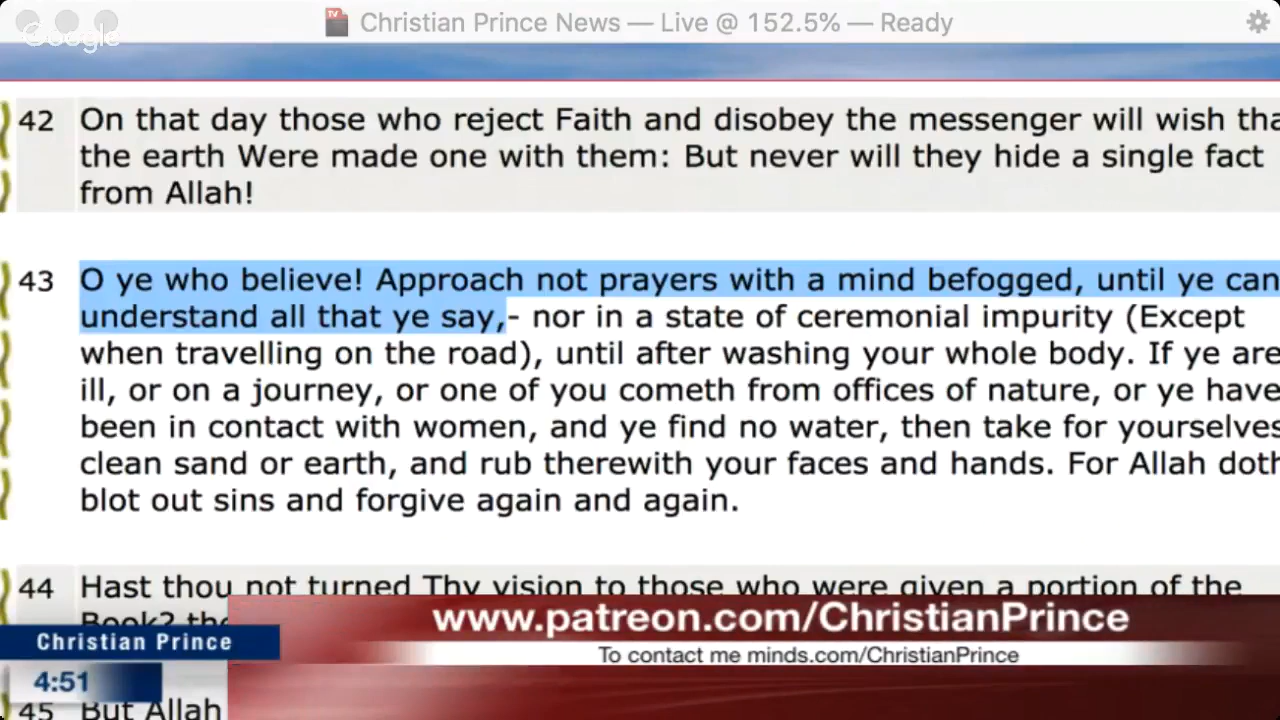 Christian Prince News — Live @ 152.5% — Ready
Google
42 On that day those who reject Faith and disobey the messenger will wish tha
the earth Were made one with them: But never will they hide a single fact
from Allah!
43 O ye who believe! Approach not prayers with a mind befogged, until ye can
understand all that ye say,- nor in a state of ceremonial impurity (Except
when travelling on the road), until after washing your whole body. If ye are
ill, or on a journey, or one of you cometh from offices of nature, or ye have
been in contact with women, and ye find no water, then take for yourselves
clean sand or earth, and rub therewith your faces and hands. For Allah doth
blot out sins and forgive again and again.
44 Hast thou not turned Thy vision to those who were given a portion of the
Book? the
www.patreon.com/ChristianPrince
Christian Prince
To contact me minds.com/ChristianPrince
4:51
45 But Allah